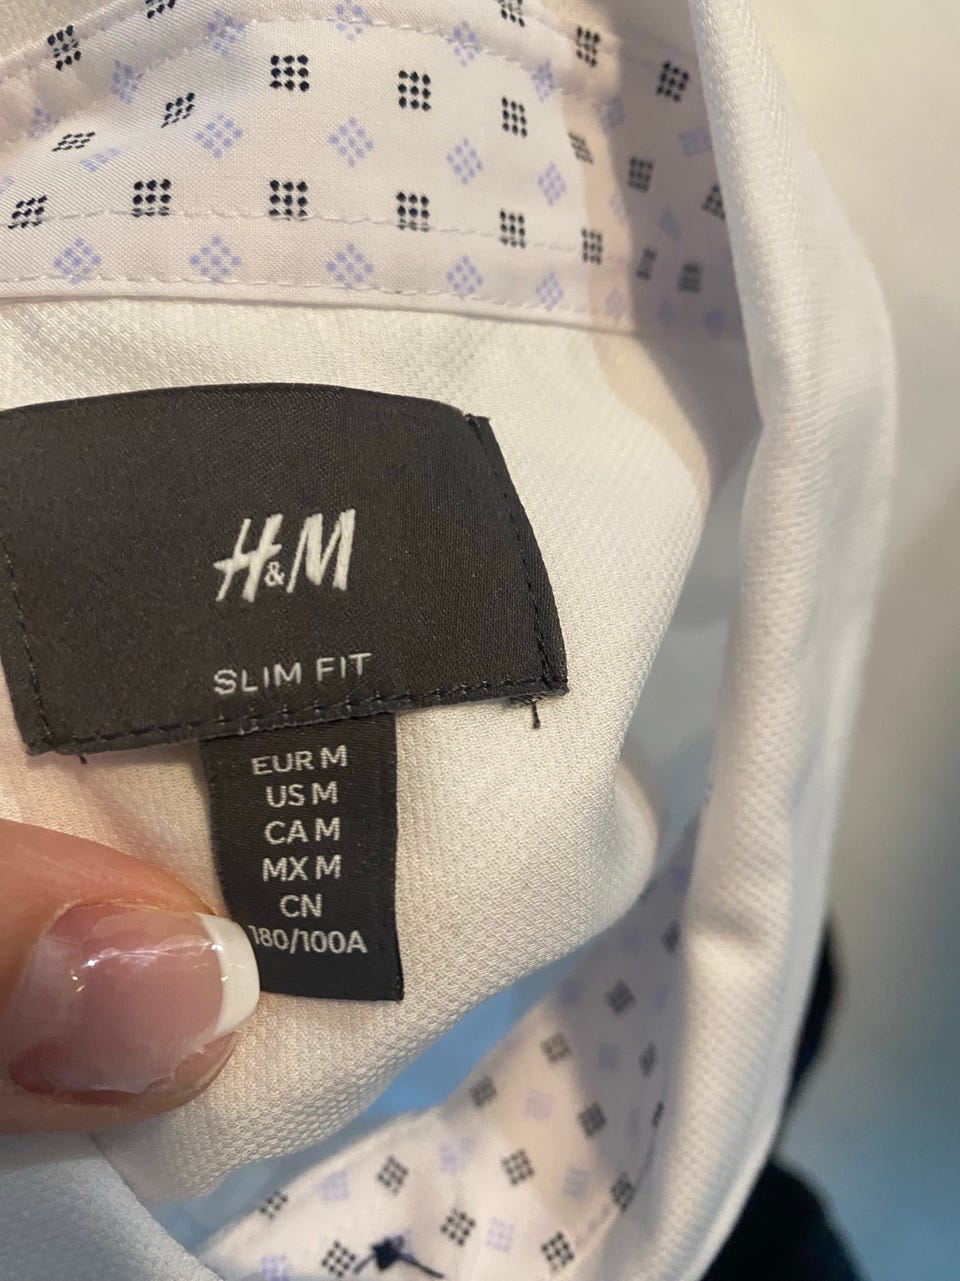 H&M
SLIM FIT
EUR M
US M
CA M
MX M
CN
180/100A